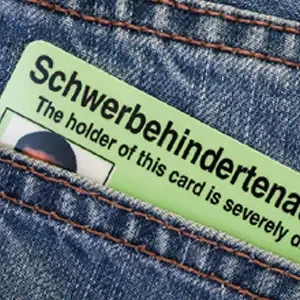 Schwerbehindertena
The holder of this card is severely d